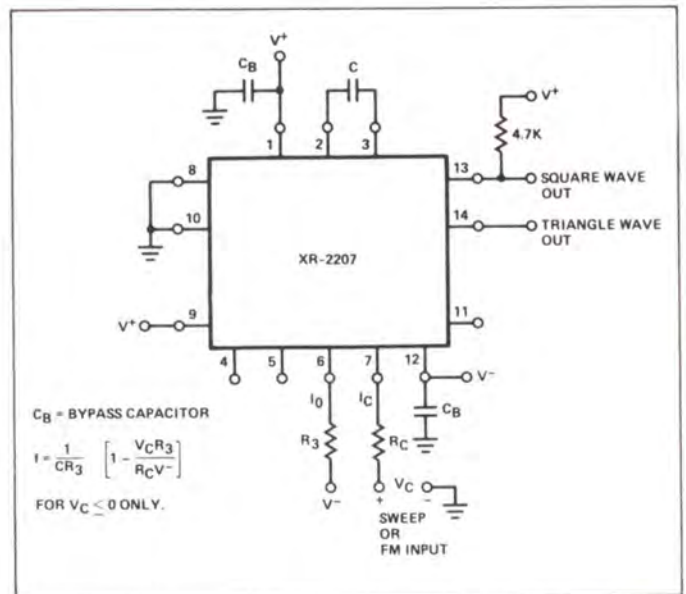 V+
CB
C
V+
1
2
3
4.7K
8
13
SQUARE WAVE
OUT
10
14
TRIANGLE WAVE
OUT
XR-2207
V+
9
11
4
5
6
7
12
V−
CB = BYPASS CAPACITOR
I0
IC
CB
f = 1/CR3 [1 − VCR3/RCV−]
R3
RC
FOR VC ≤ 0 ONLY.
V−
+
VC
−
SWEEP
OR
FM INPUT